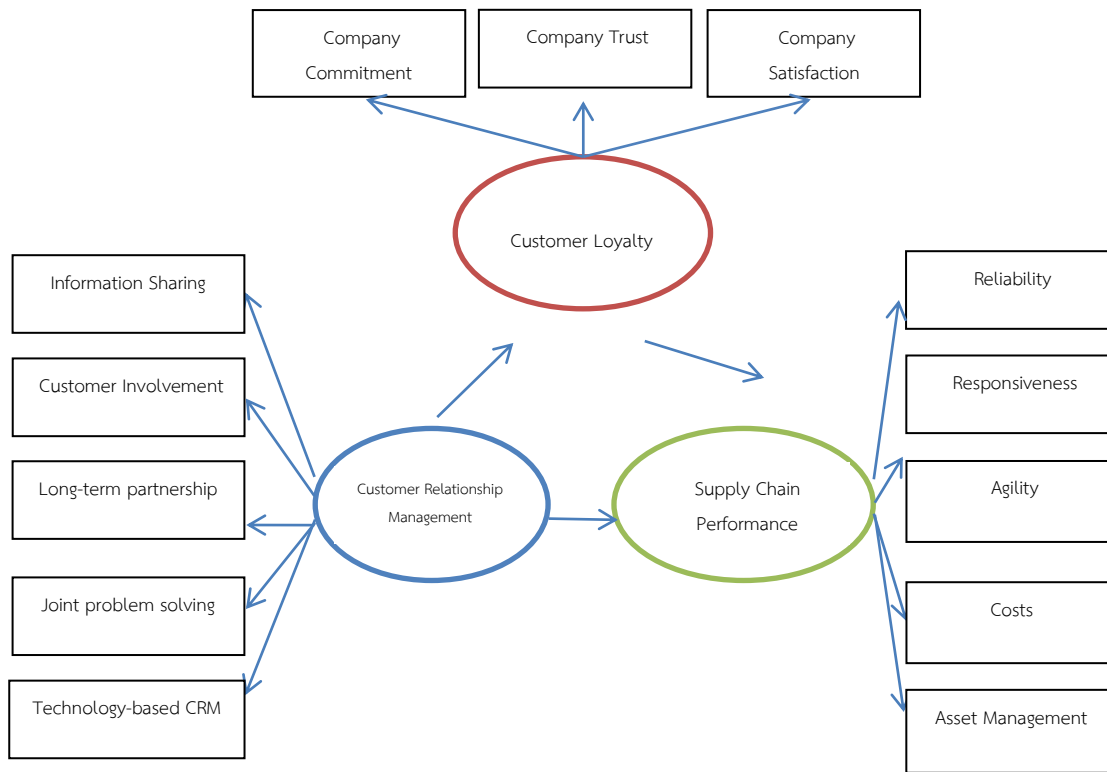 Company
Commitment
Company Trust
Company
Satisfaction
Customer Loyalty
Information Sharing
Customer Involvement
Long-term partnership
Joint problem solving
Technology-based CRM
Customer Relationship
Management
Supply Chain
Performance
Reliability
Responsiveness
Agility
Costs
Asset Management